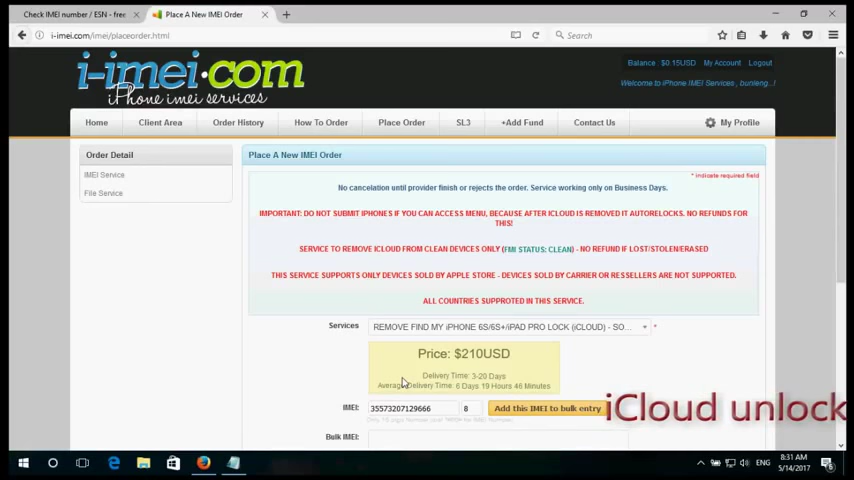 Check IMEI number / ESN - free
Place A New IMEI Order
i-imei.com/imei/placeorder.html
Search
i-imei.com
iPhone imei services
Balance : $0.15USD My Account Logout
Welcome to iPhone IMEI Services , bunleng..!
Home Client Area Order History How To Order Place Order SL3 +Add Fund Contact Us My Profile
Order Detail
IMEI Service
File Service
Place A New IMEI Order
* indicate required field
No cancelation until provider finish or rejects the order. Service working only on Business Days.
IMPORTANT: DO NOT SUBMIT IPHONES IF YOU CAN ACCESS MENU, BECAUSE AFTER ICLOUD IS REMOVED IT AUTORELOCKS. NO REFUNDS FOR
THIS!
SERVICE TO REMOVE ICLOUD FROM CLEAN DEVICES ONLY (FMI STATUS: CLEAN) - NO REFUND IF LOST/STOLEN/ERASED
THIS SERVICE SUPPORTS ONLY DEVICES SOLD BY APPLE STORE - DEVICES SOLD BY CARRIER OR RESSELLERS ARE NOT SUPPORTED.
ALL COUNTRIES SUPPROTED IN THIS SERVICE.
Services REMOVE FIND MY iPHONE 6S/6S+/iPAD PRO LOCK (iCLOUD) - SO... *
Price: $210USD
Delivery Time: 3-20 Days
Average Delivery Time: 6 Days 19 Hours 46 Minutes
IMEI: 35573207129666 8 Add this IMEI to bulk entry
Bulk IMEI:
iCloud unlock
ENG
8:31 AM
5/14/2017
6